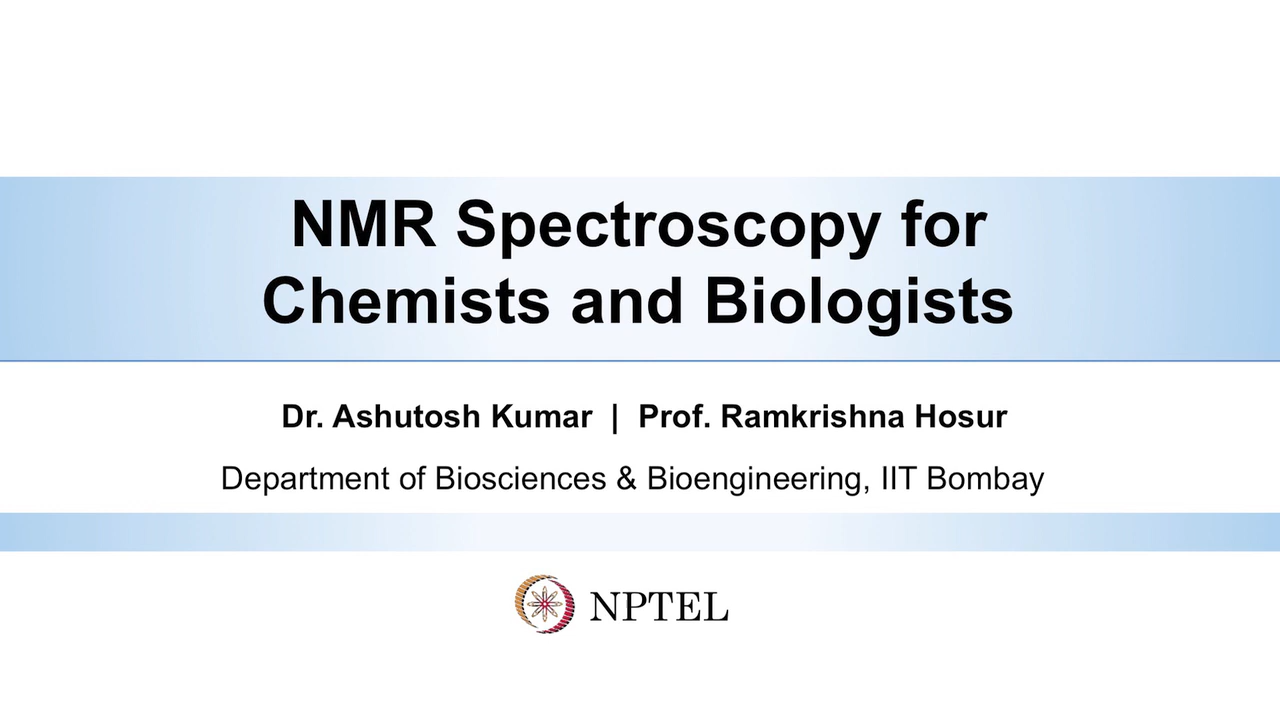 NMR Spectroscopy for
Chemists and Biologists
Dr. Ashutosh Kumar | Prof. Ramkrishna Hosur
Department of Biosciences & Bioengineering, IIT Bombay
NPTEL